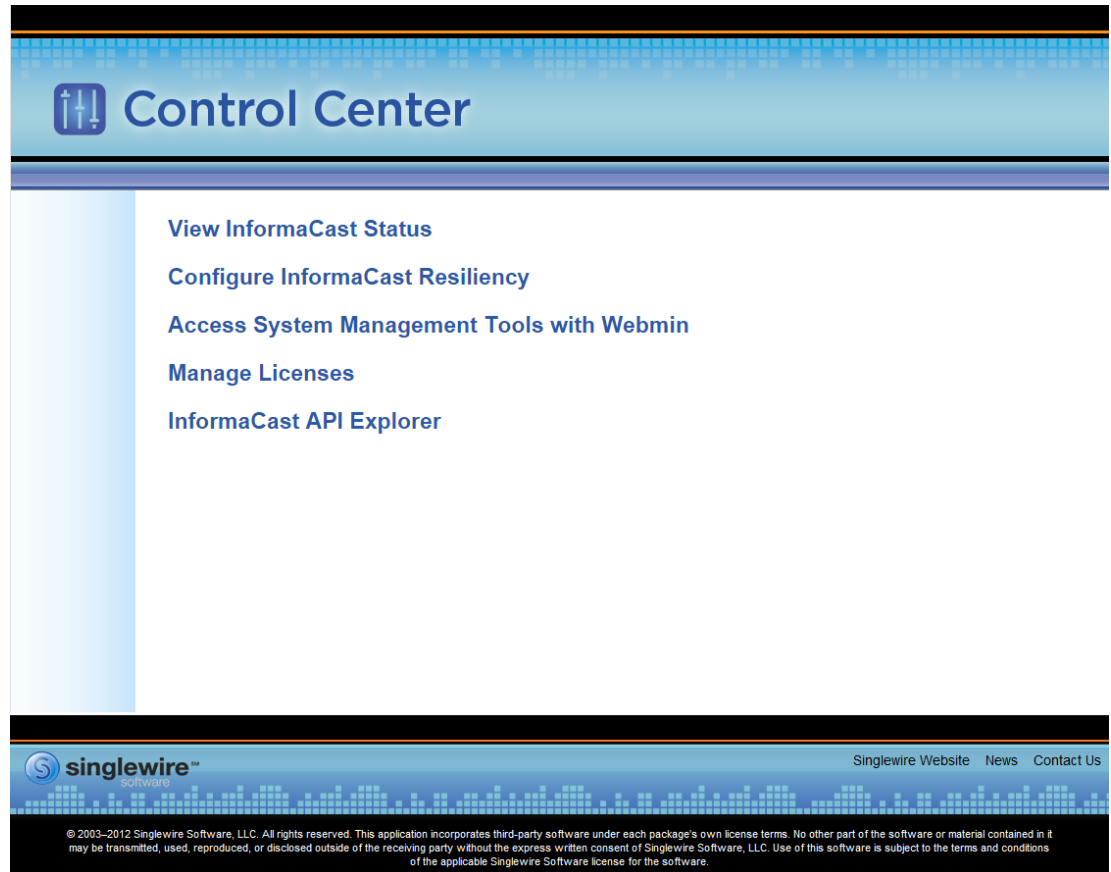 Control Center
View InformaCast Status
Configure InformaCast Resiliency
Access System Management Tools with Webmin
Manage Licenses
InformaCast API Explorer
S singlewire SM
software
Singlewire Website News Contact Us
© 2003–2012 Singlewire Software, LLC. All rights reserved. This application incorporates third-party software under each package's own license terms. No other part of the software or material contained in it
may be transmitted, used, reproduced, or disclosed outside of the receiving party without the express written consent of Singlewire Software, LLC. Use of this software is subject to the terms and conditions
of the applicable Singlewire Software license for the software.